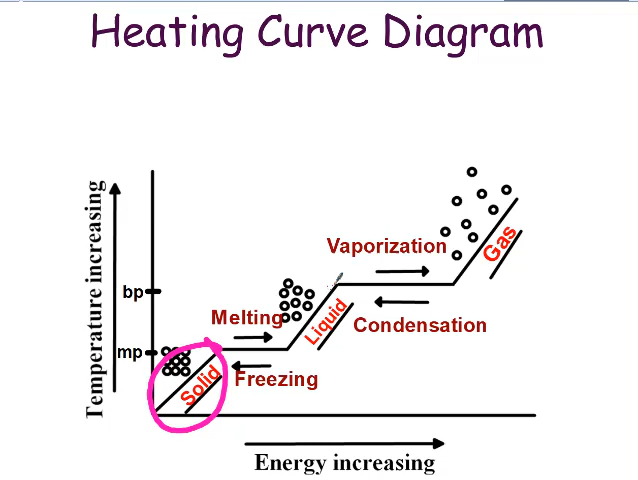 Heating Curve Diagram
Temperature increasing
Vaporization
Gas
bp
Melting
Liquid
Condensation
mp
Solid
Freezing
Energy increasing